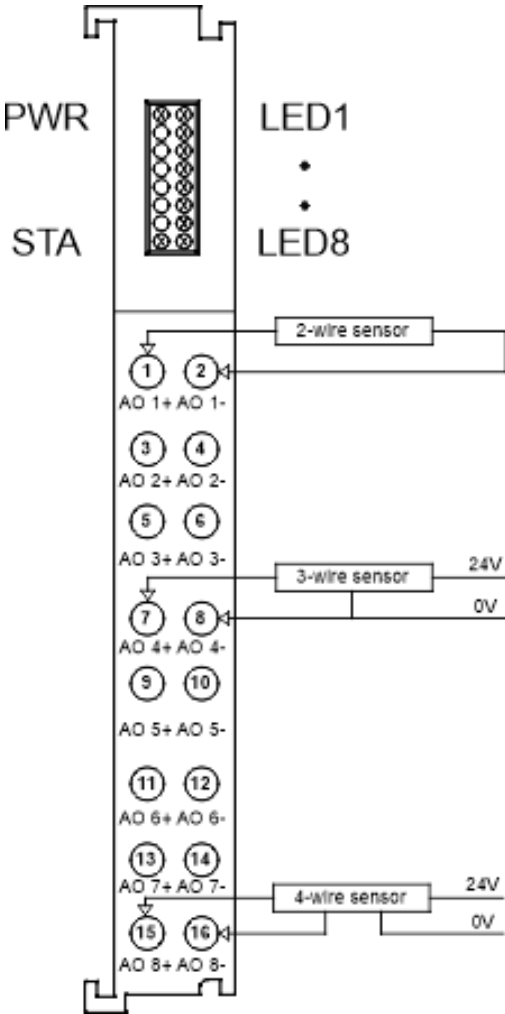 PWR LED1
STA LED8
2-wire sensor
1 2
AO 1+ AO 1-
3 4
AO 2+ AO 2-
5 6
AO 3+ AO 3-
3-wire sensor 24V
0V
7 8
AO 4+ AO 4-
9 10
AO 5+ AO 5-
11 12
AO 6+ AO 6-
13 14
AO 7+ AO 7-
4-wire sensor 24V
0V
15 16
AO 8+ AO 8-